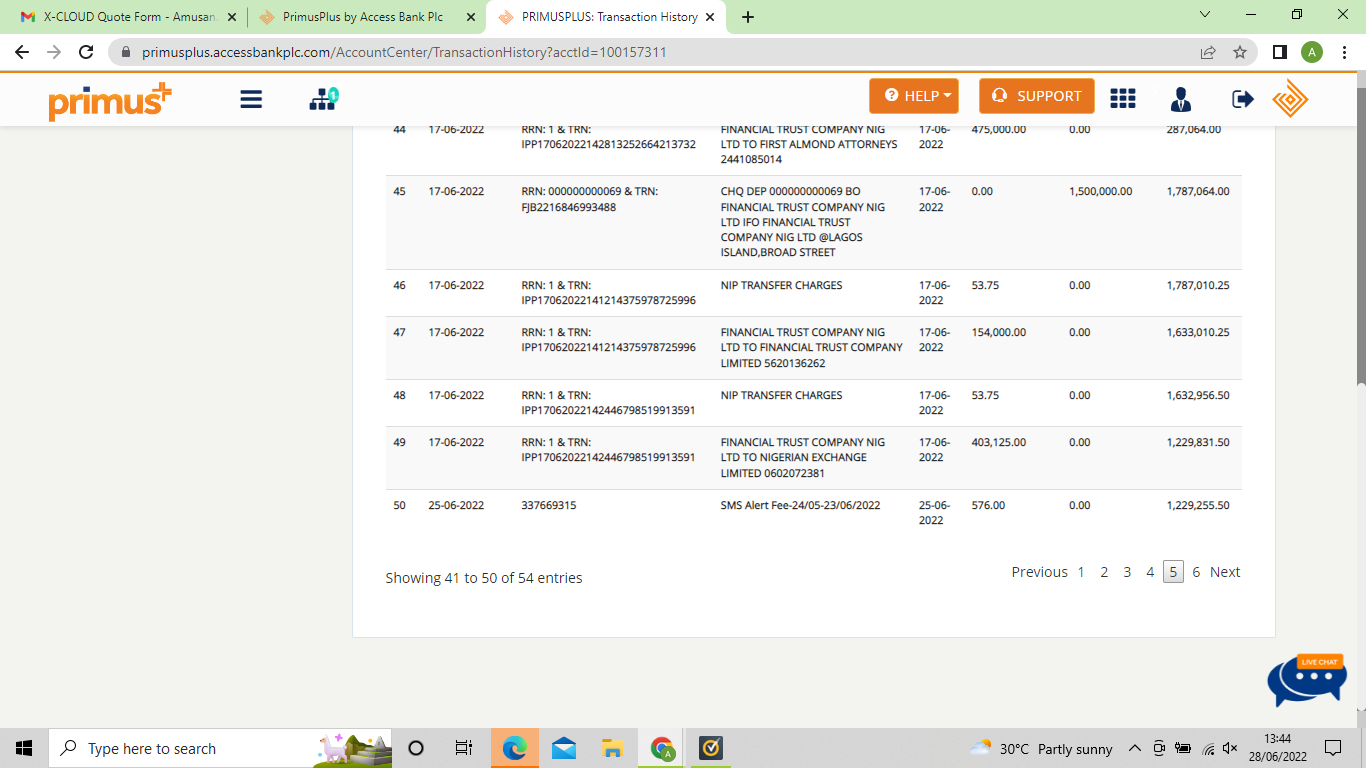 X-CLOUD Quote Form - Amusan
PrimusPlus by Access Bank Plc
PRIMUSPLUS: Transaction History
primusplus.accessbankplc.com/AccountCenter/TransactionHistory?acctId=100157311
A
primus+
1
HELP
SUPPORT
44 17-06-2022 RRN: 1 & TRN: FINANCIAL TRUST COMPANY NIG 17-06- 475,000.00 0.00 287,064.00
IPP17062022142813252664213732 LTD TO FIRST ALMOND ATTORNEYS 2022
2441085014
45 17-06-2022 RRN: 000000000069 & TRN: CHQ DEP 000000000069 BO 17-06- 0.00 1,500,000.00 1,787,064.00
FJB2216846993488 FINANCIAL TRUST COMPANY NIG 2022
LTD IFO FINANCIAL TRUST
COMPANY NIG LTD @LAGOS
ISLAND,BROAD STREET
46 17-06-2022 RRN: 1 & TRN: NIP TRANSFER CHARGES 17-06- 53.75 0.00 1,787,010.25
IPP17062022141214375978725996 2022
47 17-06-2022 RRN: 1 & TRN: FINANCIAL TRUST COMPANY NIG 17-06- 154,000.00 0.00 1,633,010.25
IPP17062022141214375978725996 LTD TO FINANCIAL TRUST COMPANY 2022
LIMITED 5620136262
48 17-06-2022 RRN: 1 & TRN: NIP TRANSFER CHARGES 17-06- 53.75 0.00 1,632,956.50
IPP17062022142446798519913591 2022
49 17-06-2022 RRN: 1 & TRN: FINANCIAL TRUST COMPANY NIG 17-06- 403,125.00 0.00 1,229,831.50
IPP17062022142446798519913591 LTD TO NIGERIAN EXCHANGE 2022
LIMITED 0602072381
50 25-06-2022 337669315 SMS Alert Fee-24/05-23/06/2022 25-06- 576.00 0.00 1,229,255.50
2022
Showing 41 to 50 of 54 entries
Previous 1 2 3 4 5 6 Next
LIVE CHAT
Type here to search
A
30°C Partly sunny
13:44
28/06/2022